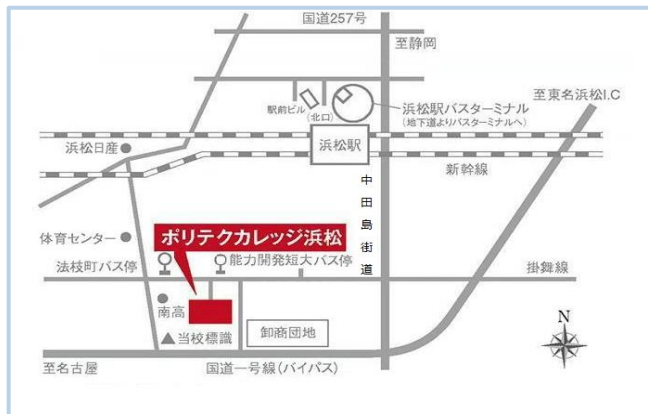 国道257号
至静岡
駅前ビル
(北口)
浜松駅バスターミナル
(地下道よりバスターミナルへ)
至東名浜松I.C
浜松日産
浜松駅
新幹線
中田島街道
体育センター
ポリテクカレッジ浜松
法枝町バス停
能力開発短大バス停
掛舞線
南高
当校標識
卸商団地
N
至名古屋
国道一号線(バイパス)